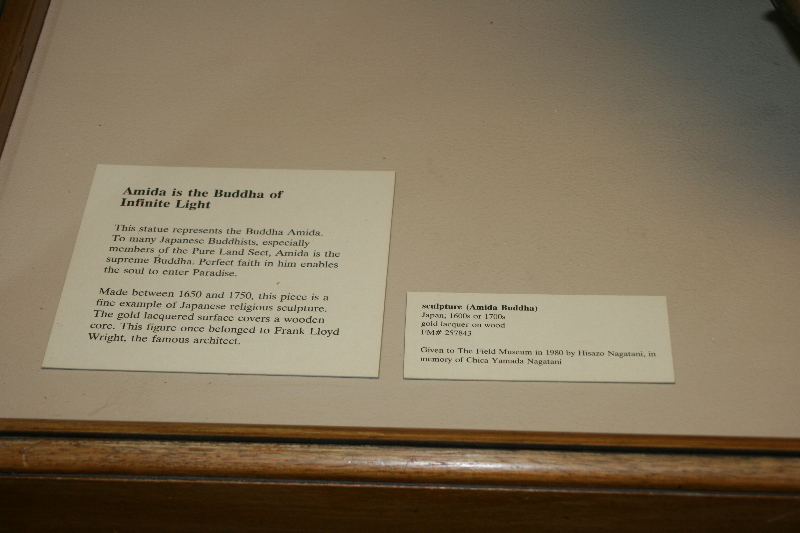 Amida is the Buddha of
Infinite Light
This statue represents the Buddha Amida.
To many Japanese Buddhists, especially
members of the Pure Land Sect, Amida is the
supreme Buddha. Perfect faith in him enables
the soul to enter Paradise.
Made between 1650 and 1750, this piece is a
fine example of Japanese religious sculpture.
The gold lacquered surface covers a wooden
core. This figure once belonged to Frank Lloyd
Wright, the famous architect.
sculpture (Amida Buddha)
Japan, 1600s or 1700s
gold lacquer on wood
FM# 257843
Given to The Field Museum in 1980 by Hisazo Nagatani, in
memory of Chica Yamada Nagatani